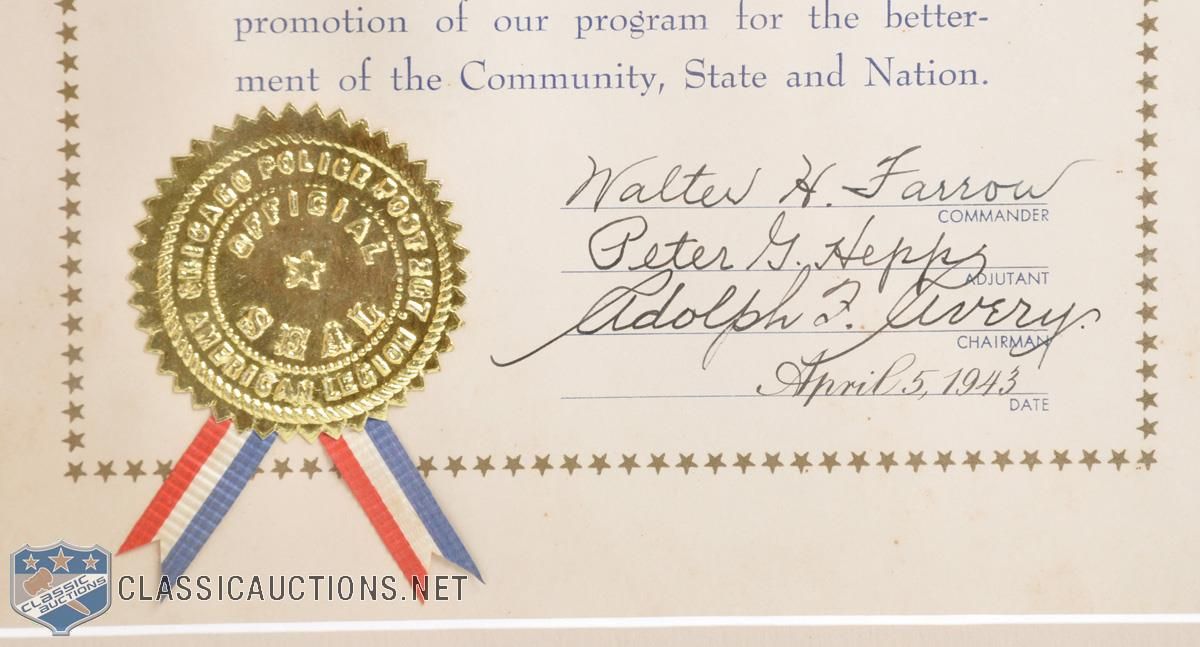 promotion of our program for the better-
ment of the Community, State and Nation.
CHICAGO POLICE POST 207,
AMERICAN LEGION
OFFICIAL
SEAL
Walter H. Farrow
COMMANDER
Peter G. Hepp
ADJUTANT
Adolph F. Avery.
CHAIRMAN
April 5, 1943
DATE
CLASSIC
AUCTIONS
CLASSICAUCTIONS.NET